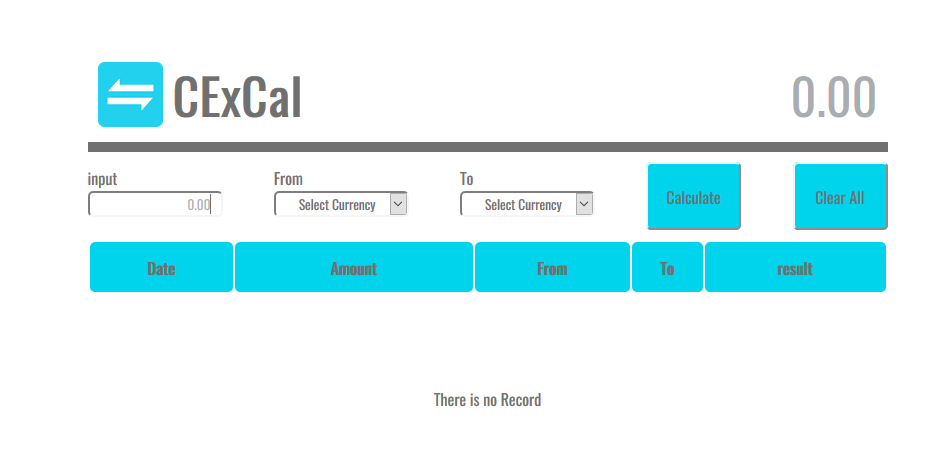 CExCal 0.00
input From To
0.00 Select Currency Select Currency Calculate Clear All
Date Amount From To result
There is no Record